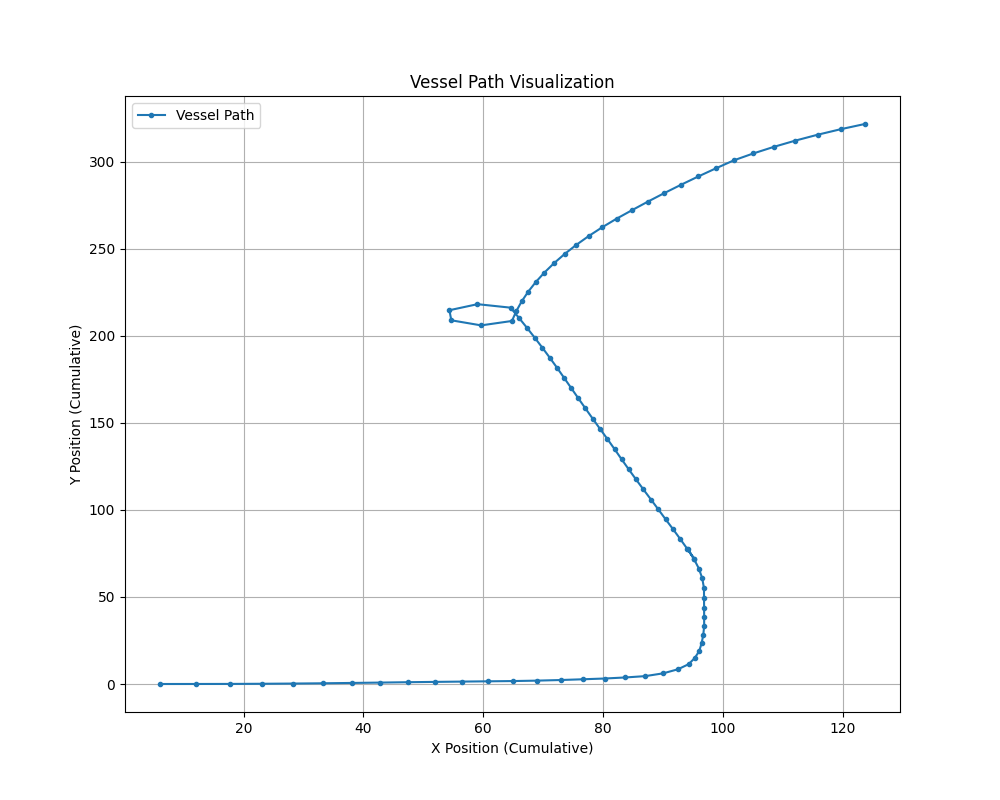 Vessel Path Visualization
Vessel Path
Y Position (Cumulative)
300
250
200
150
100
50
0
20 40 60 80 100 120
X Position (Cumulative)